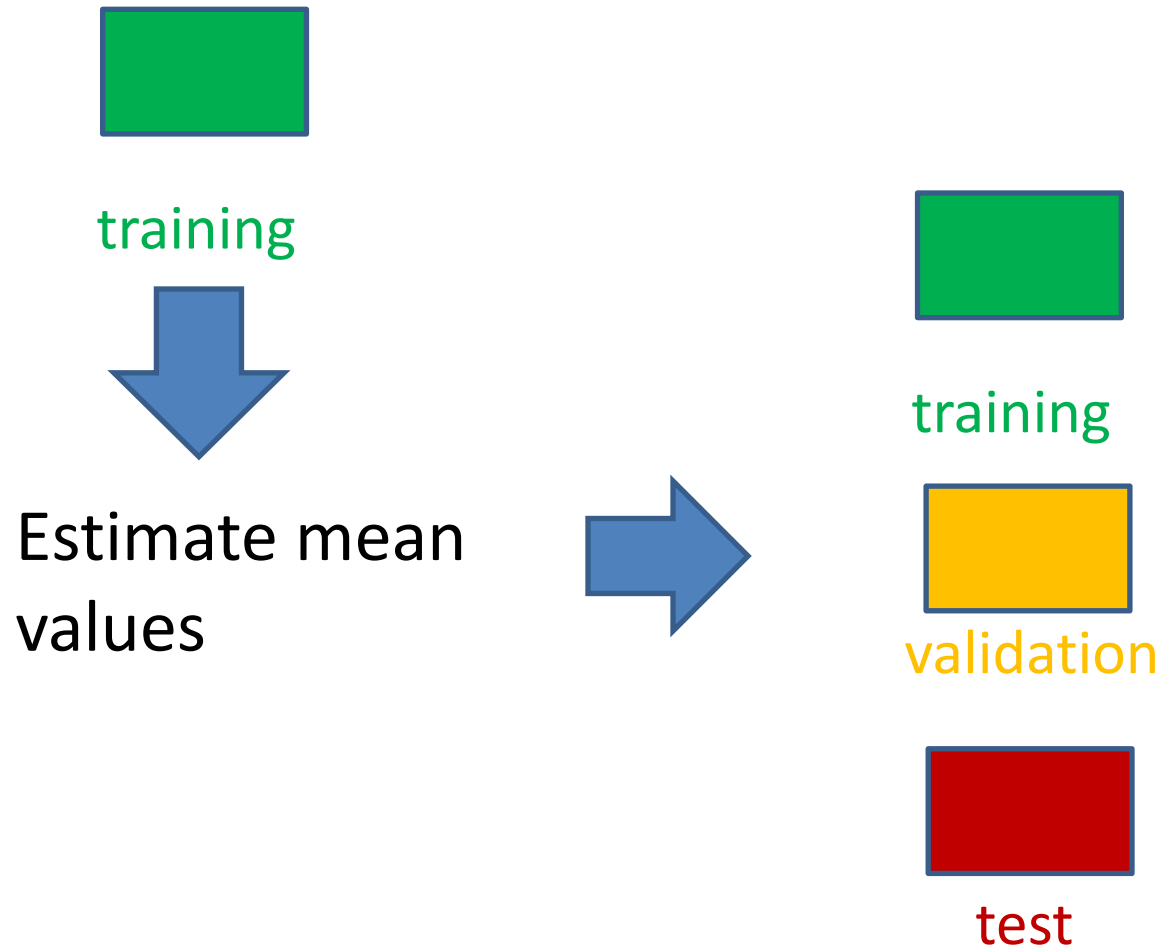 training
Estimate mean
values
training
validation
test